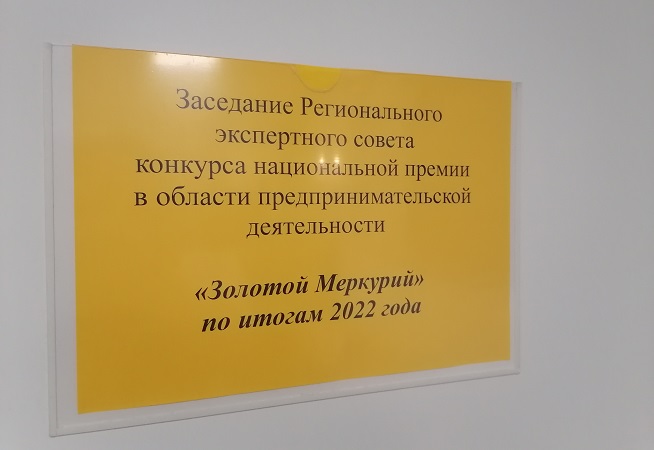 Заседание Регионального
экспертного совета
конкурса национальной премии
в области предпринимательской
деятельности
«Золотой Меркурий»
по итогам 2022 года